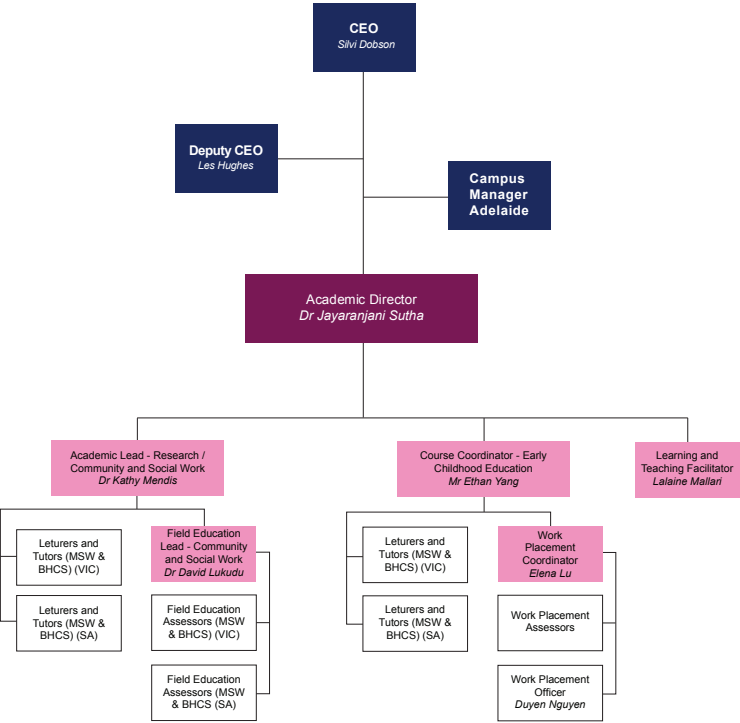 CEO
Silvi Dobson
Deputy CEO
Les Hughes
Campus
Manager
Adelaide
Academic Director
Dr Jayaranjani Sutha
Academic Lead - Research /
Community and Social Work
Dr Kathy Mendis
Course Coordinator - Early
Childhood Education
Mr Ethan Yang
Learning and
Teaching Facilitator
Lalaine Mallari
Leturers and
Tutors (MSW &
BHCS) (VIC)
Field Education
Lead - Community
and Social Work
Dr David Lukudu
Leturers and
Tutors (MSW &
BHCS) (VIC)
Work
Placement
Coordinator
Elena Lu
Leturers and
Tutors (MSW &
BHCS) (SA)
Field Education
Assessors (MSW
& BHCS) (VIC)
Leturers and
Tutors (MSW &
BHCS) (SA)
Work Placement
Assessors
Field Education
Assessors (MSW
& BHCS (SA)
Work Placement
Officer
Duyen Nguyen